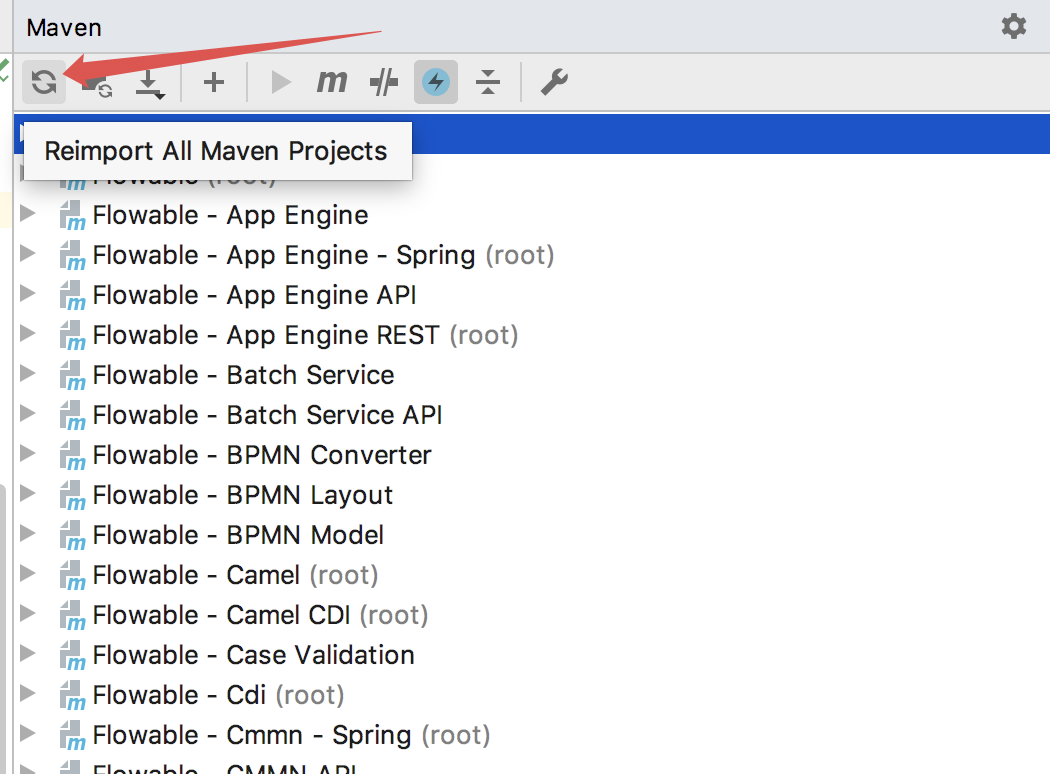 Maven
m
Reimport All Maven Projects
Flowable (root)
Flowable - App Engine
Flowable - App Engine - Spring (root)
Flowable - App Engine API
Flowable - App Engine REST (root)
Flowable - Batch Service
Flowable - Batch Service API
Flowable - BPMN Converter
Flowable - BPMN Layout
Flowable - BPMN Model
Flowable - Camel (root)
Flowable - Camel CDI (root)
Flowable - Case Validation
Flowable - Cdi (root)
Flowable - Cmmn - Spring (root)
Flowable - CMMN API